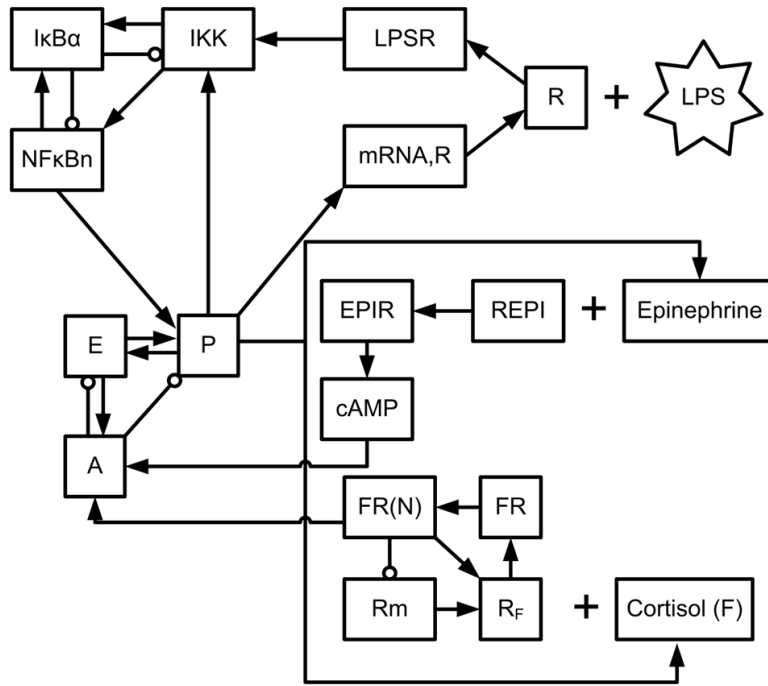 IκBα
IKK
LPSR
R
+
LPS
mRNA,R
NFκBn
EPIR
REPI
+
Epinephrine
E
P
cAMP
A
FR(N)
FR
Rm
RF
+
Cortisol (F)